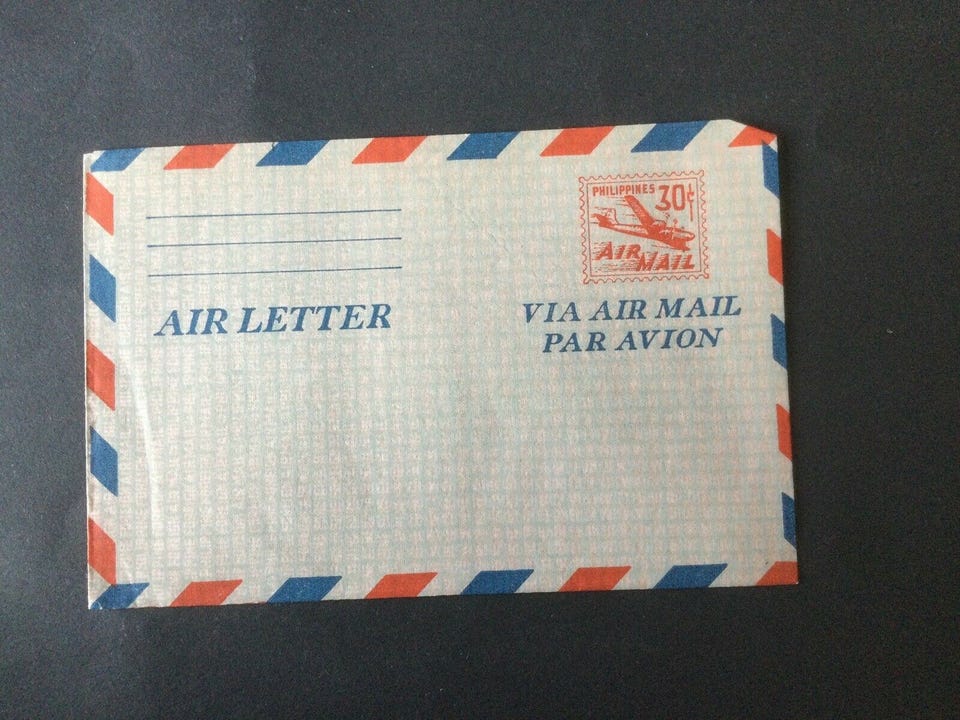 PHILIPPINES 30¢
AIR MAIL
AIR LETTER
VIA AIR MAIL
PAR AVION